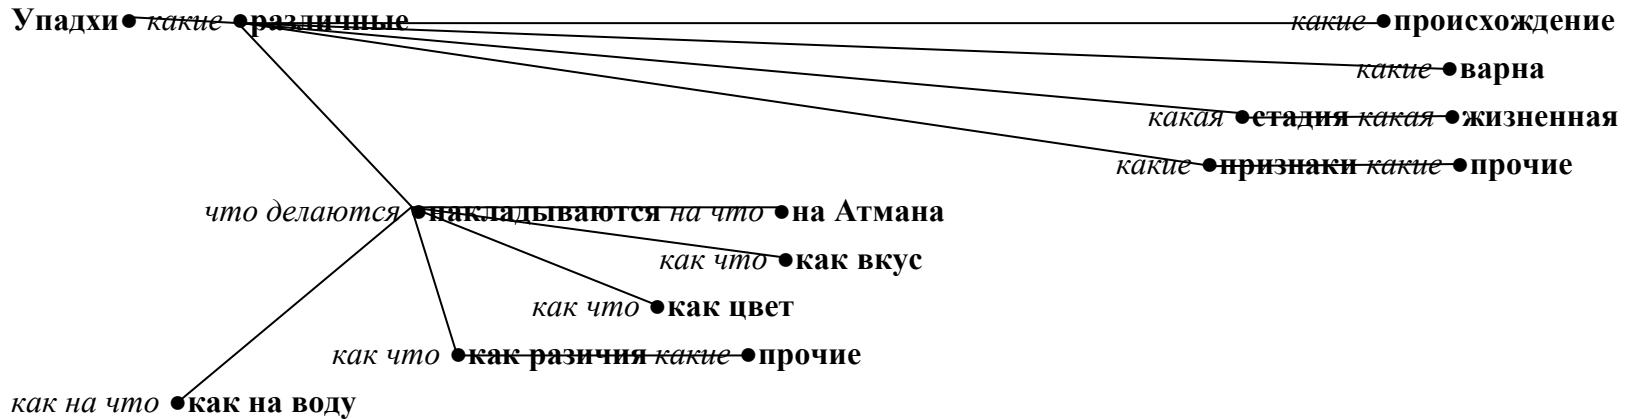 Упадхи● какие ●различные какие ●происхождение
какие ●варна
какая ●стадия какая ●жизненная
какие ●признаки какие ●прочие
что делаются ●накладываются на что ●на Атмана
как что ●как вкус
как что ●как цвет
как что ●как разичия какие ●прочие
как на что ●как на воду